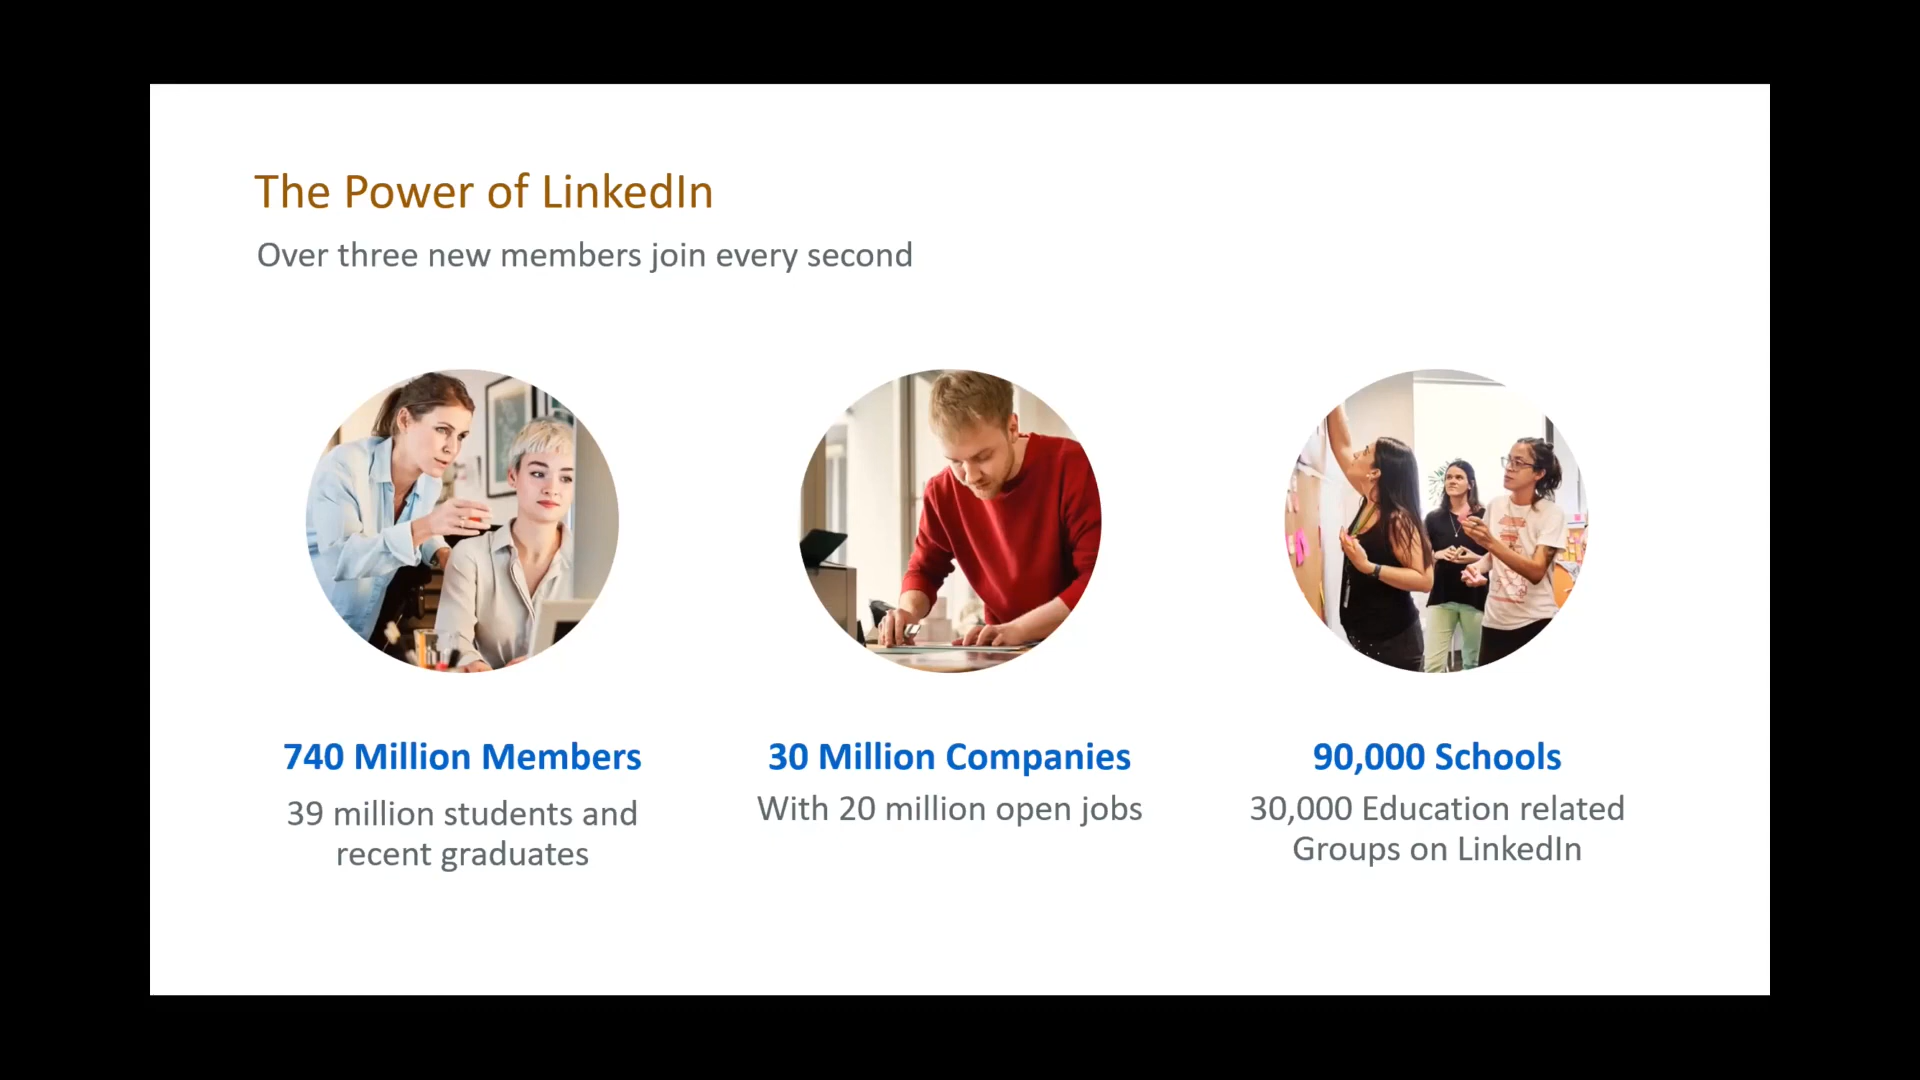 The Power of LinkedIn
Over three new members join every second
740 Million Members
39 million students and
recent graduates
30 Million Companies
With 20 million open jobs
90,000 Schools
30,000 Education related
Groups on LinkedIn